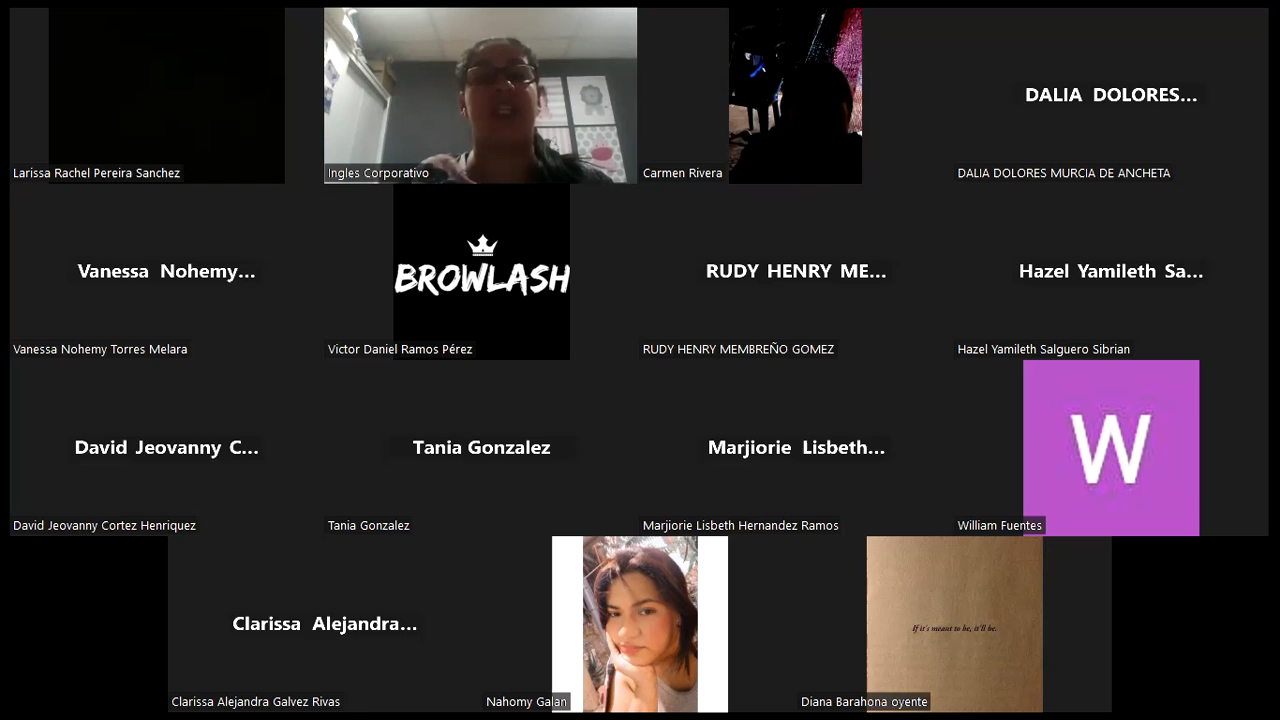 Larissa Rachel Pereira Sanchez
Ingles Corporativo
Carmen Rivera
DALIA DOLORES...
DALIA DOLORES MURCIA DE ANCHETA
Vanessa Nohemy...
Vanessa Nohemy Torres Melara
BROWLASH
Victor Daniel Ramos Pérez
RUDY HENRY ME...
RUDY HENRY MEMBREÑO GOMEZ
Hazel Yamileth Sa...
Hazel Yamileth Salguero Sibrian
David Jeovanny C...
David Jeovanny Cortez Henriquez
Tania Gonzalez
Tania Gonzalez
Marjiorie Lisbeth...
Marjiorie Lisbeth Hernandez Ramos
W
William Fuentes
Clarissa Alejandra...
Clarissa Alejandra Galvez Rivas
Nahomy Galan
If it's meant to be, it'll be.
Diana Barahona oyente